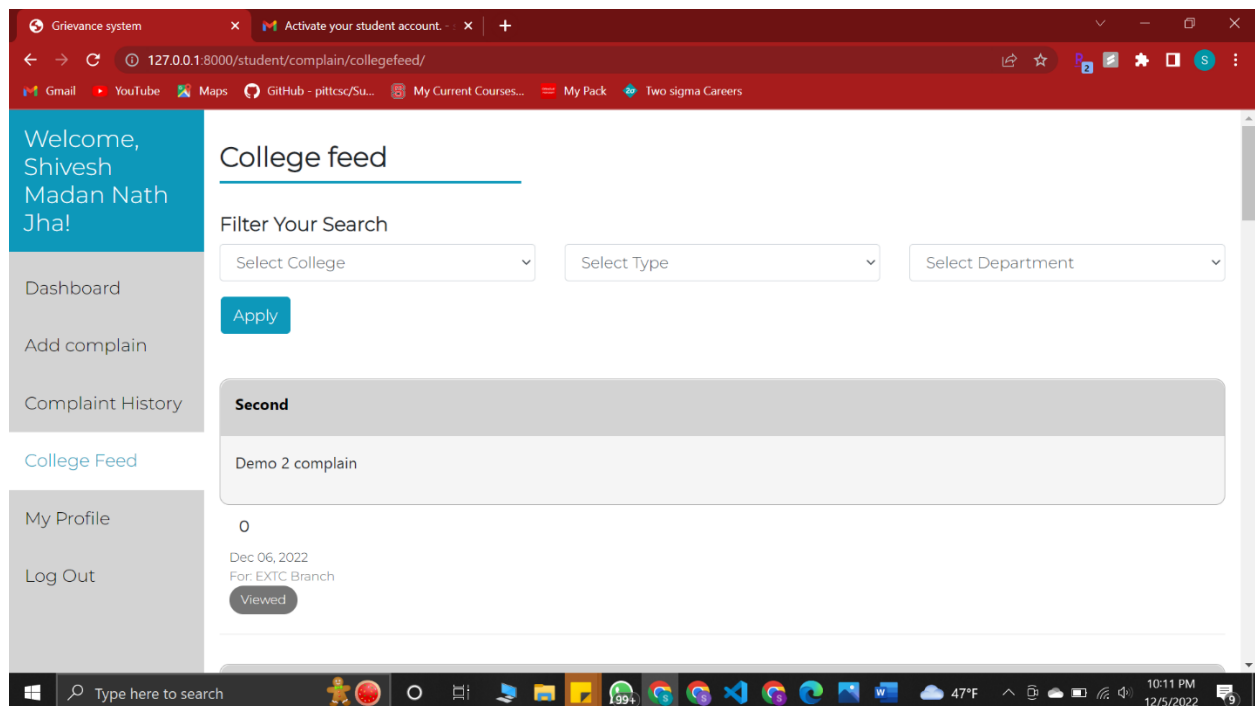 Grievance system
Activate your student account. -
127.0.0.1:8000/student/complain/collegefeed/
2
S
Gmail YouTube Maps GitHub - pittcsc/Su... My Current Courses... My Pack Two sigma Careers
Welcome,
Shivesh
Madan Nath
Jha!
Dashboard
Add complain
Complaint History
College Feed
My Profile
Log Out
College feed
Filter Your Search
Select College Select Type Select Department
Apply
Second
Demo 2 complain
0
Dec 06, 2022
For: EXTC Branch
Viewed
Type here to search
99+
47°F
10:11 PM
12/5/2022
9